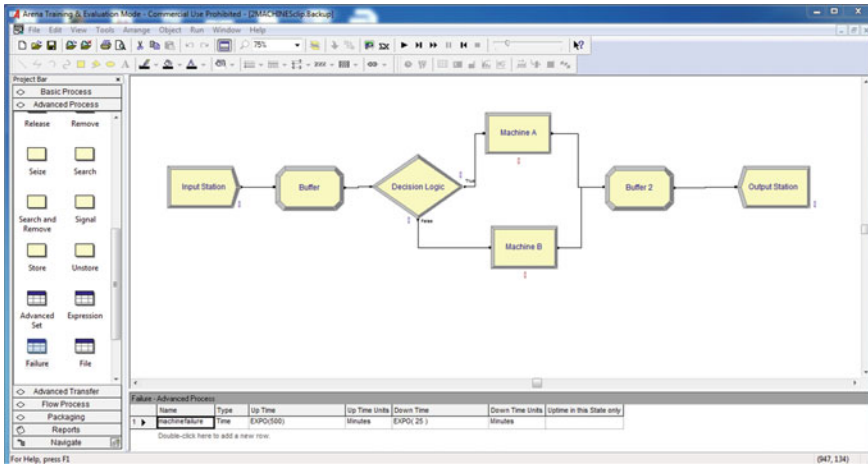 Arena Training & Evaluation Mode - Commercial Use Prohibited - [2MACHINESclip.Backup]
File Edit View Tools Arrange Object Run Window Help
75%
Project Bar
Basic Process
Advanced Process
Release Remove
Seize Search
Search and Remove Signal
Store Unstore
Advanced Set Expression
Failure File
Advanced Transfer
Flow Process
Packaging
Reports
Navigate
Machine A
Input Station Buffer Decision Logic True Buffer 2 Output Station
False
Machine B
Failure - Advanced Process
Name Type Up Time Up Time Units Down Time Down Time Units Uptime in this State only
1 machinefailure Time EXPO(500) Minutes EXPO( 25 ) Minutes
Double-click here to add a new row.
For Help, press F1 (947, 134)